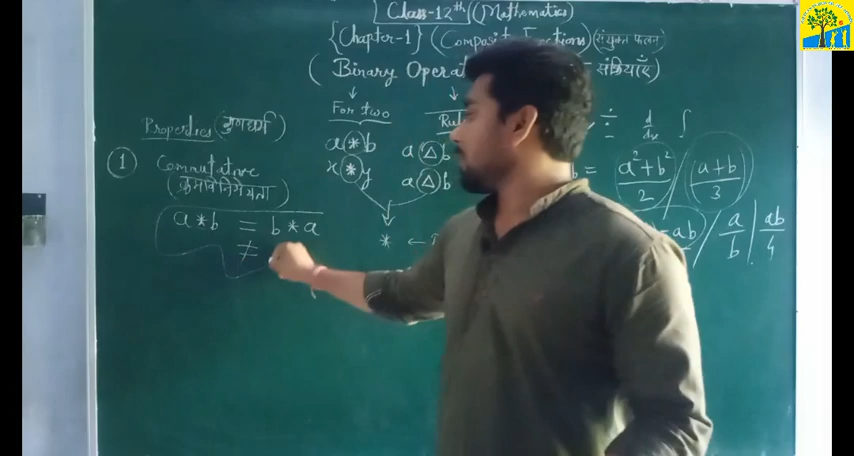 Class-12th (Mathematics)
{Chapter-1} (Composite Functions) (संयुक्त फलन)
(Binary संक्रियाएँ)
For two
Properties (गुणधर्म)
a * b
a △ b
÷ d/dx ∫
x * y
a △ b
b = (a² + b²)/2 / (a+b)/3
① Commutative
(क्रमविनिमेयता)
a * b = b * a
≠
* ←
ab / a/b | ab/4